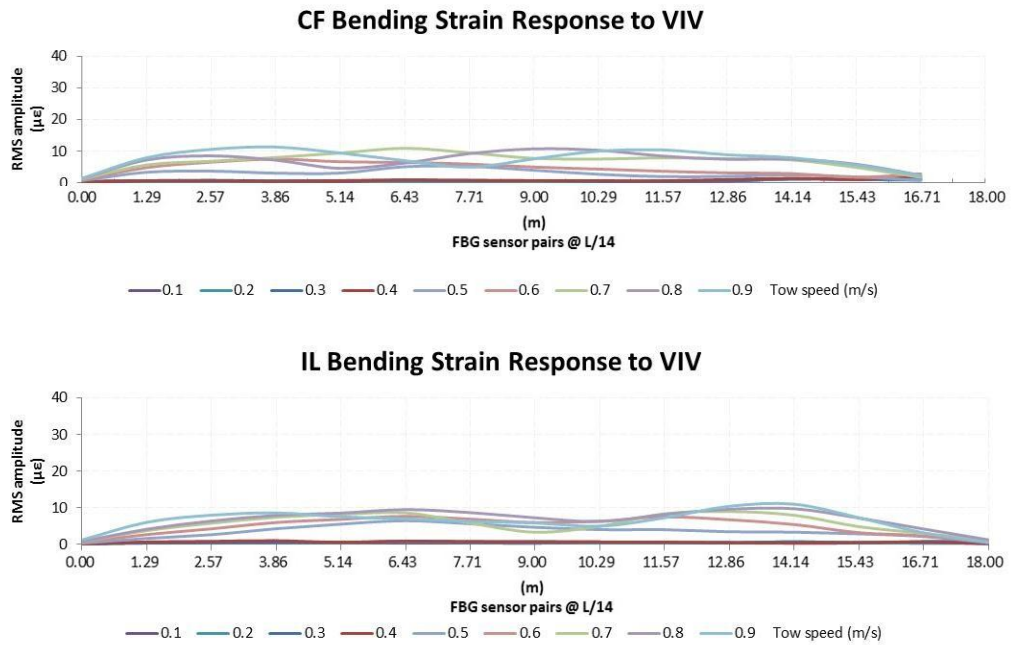 CF Bending Strain Response to VIV
RMS amplitude
(με)
40
30
20
10
0
0.00 1.29 2.57 3.86 5.14 6.43 7.71 9.00 10.29 11.57 12.86 14.14 15.43 16.71 18.00
(m)
FBG sensor pairs @ L/14
0.1 0.2 0.3 0.4 0.5 0.6 0.7 0.8 0.9 Tow speed (m/s)
IL Bending Strain Response to VIV
RMS amplitude
(με)
40
30
20
10
0
0.00 1.29 2.57 3.86 5.14 6.43 7.71 9.00 10.29 11.57 12.86 14.14 15.43 16.71 18.00
(m)
FBG sensor pairs @ L/14
0.1 0.2 0.3 0.4 0.5 0.6 0.7 0.8 0.9 Tow speed (m/s)